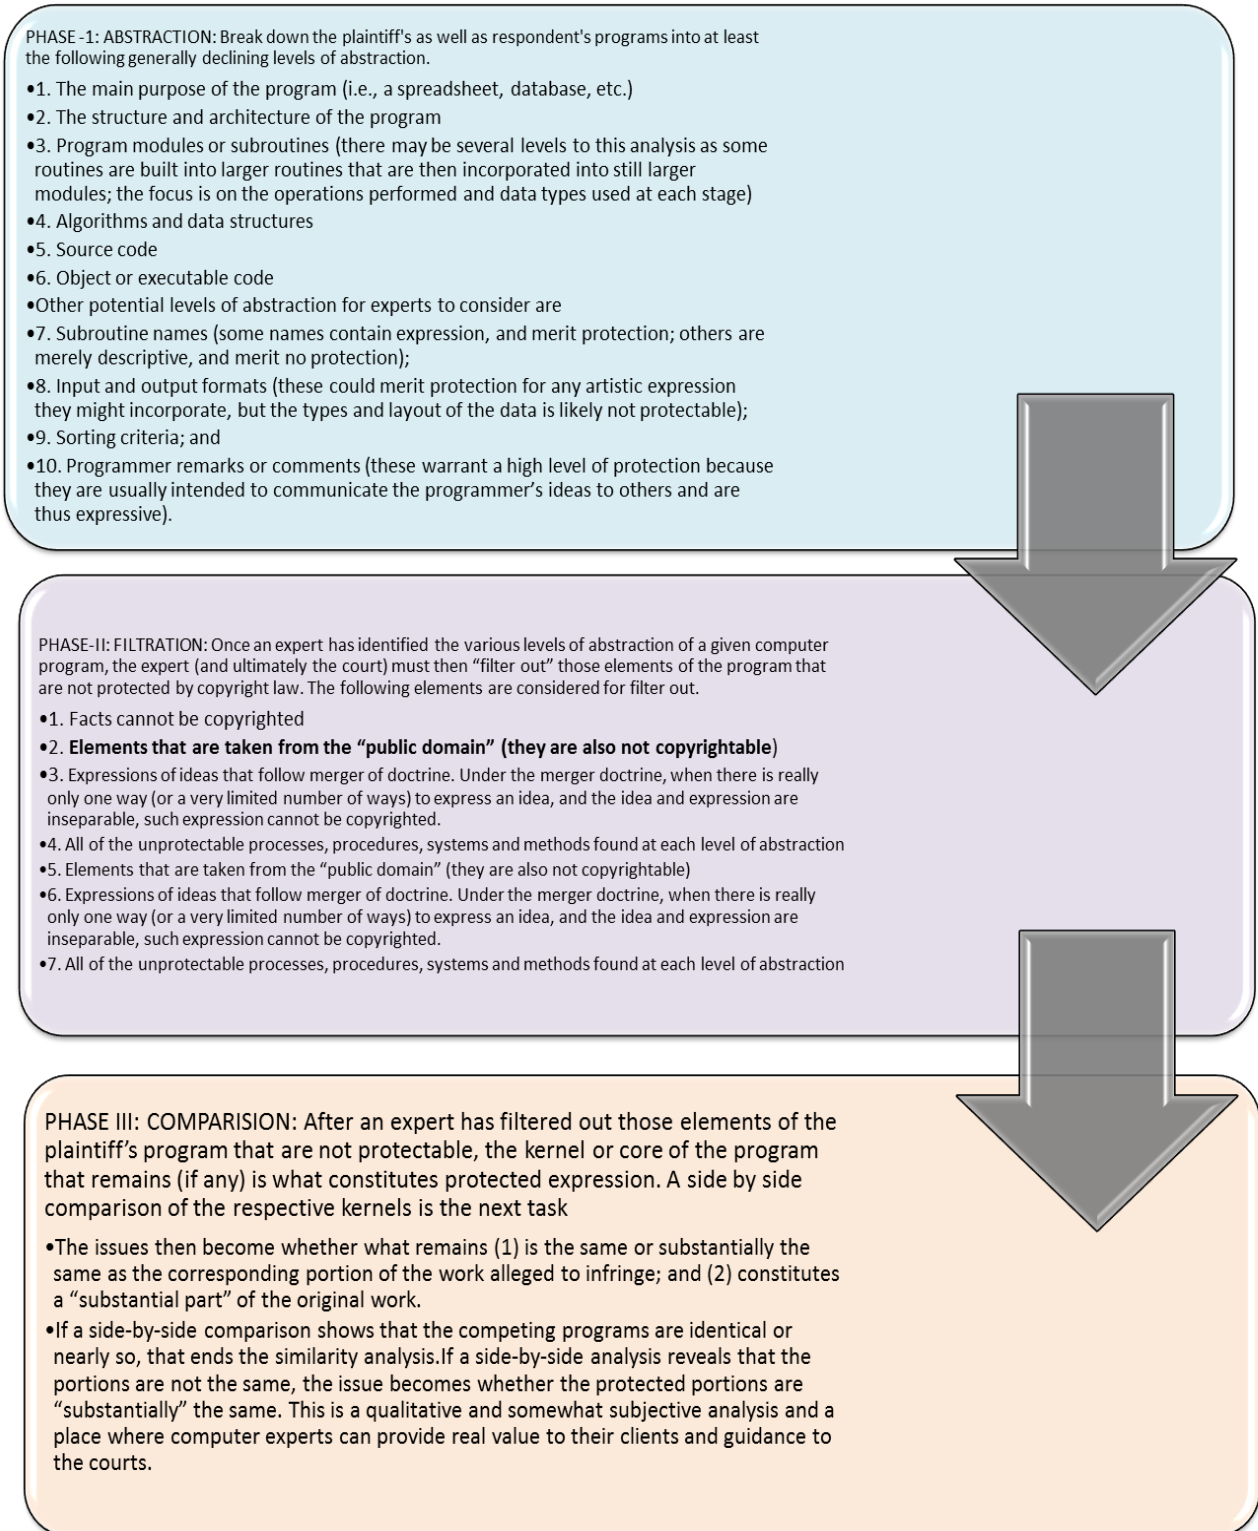 PHASE -1: ABSTRACTION: Break down the plaintiff's as well as respondent's programs into at least
the following generally declining levels of abstraction.
•1. The main purpose of the program (i.e., a spreadsheet, database, etc.)
•2. The structure and architecture of the program
•3. Program modules or subroutines (there may be several levels to this analysis as some
routines are built into larger routines that are then incorporated into still larger
modules; the focus is on the operations performed and data types used at each stage)
•4. Algorithms and data structures
•5. Source code
•6. Object or executable code
•Other potential levels of abstraction for experts to consider are
•7. Subroutine names (some names contain expression, and merit protection; others are
merely descriptive, and merit no protection);
•8. Input and output formats (these could merit protection for any artistic expression
they might incorporate, but the types and layout of the data is likely not protectable);
•9. Sorting criteria; and
•10. Programmer remarks or comments (these warrant a high level of protection because
they are usually intended to communicate the programmer’s ideas to others and are
thus expressive).
PHASE-II: FILTRATION: Once an expert has identified the various levels of abstraction of a given computer
program, the expert (and ultimately the court) must then “filter out” those elements of the program that
are not protected by copyright law. The following elements are considered for filter out.
•1. Facts cannot be copyrighted
•2. Elements that are taken from the “public domain” (they are also not copyrightable)
•3. Expressions of ideas that follow merger of doctrine. Under the merger doctrine, when there is really
only one way (or a very limited number of ways) to express an idea, and the idea and expression are
inseparable, such expression cannot be copyrighted.
•4. All of the unprotectable processes, procedures, systems and methods found at each level of abstraction
•5. Elements that are taken from the “public domain” (they are also not copyrightable)
•6. Expressions of ideas that follow merger of doctrine. Under the merger doctrine, when there is really
only one way (or a very limited number of ways) to express an idea, and the idea and expression are
inseparable, such expression cannot be copyrighted.
•7. All of the unprotectable processes, procedures, systems and methods found at each level of abstraction
PHASE III: COMPARISION: After an expert has filtered out those elements of the
plaintiff’s program that are not protectable, the kernel or core of the program
that remains (if any) is what constitutes protected expression. A side by side
comparison of the respective kernels is the next task
•The issues then become whether what remains (1) is the same or substantially the
same as the corresponding portion of the work alleged to infringe; and (2) constitutes
a “substantial part” of the original work.
•If a side-by-side comparison shows that the competing programs are identical or
nearly so, that ends the similarity analysis.If a side-by-side analysis reveals that the
portions are not the same, the issue becomes whether the protected portions are
“substantially” the same. This is a qualitative and somewhat subjective analysis and a
place where computer experts can provide real value to their clients and guidance to
the courts.